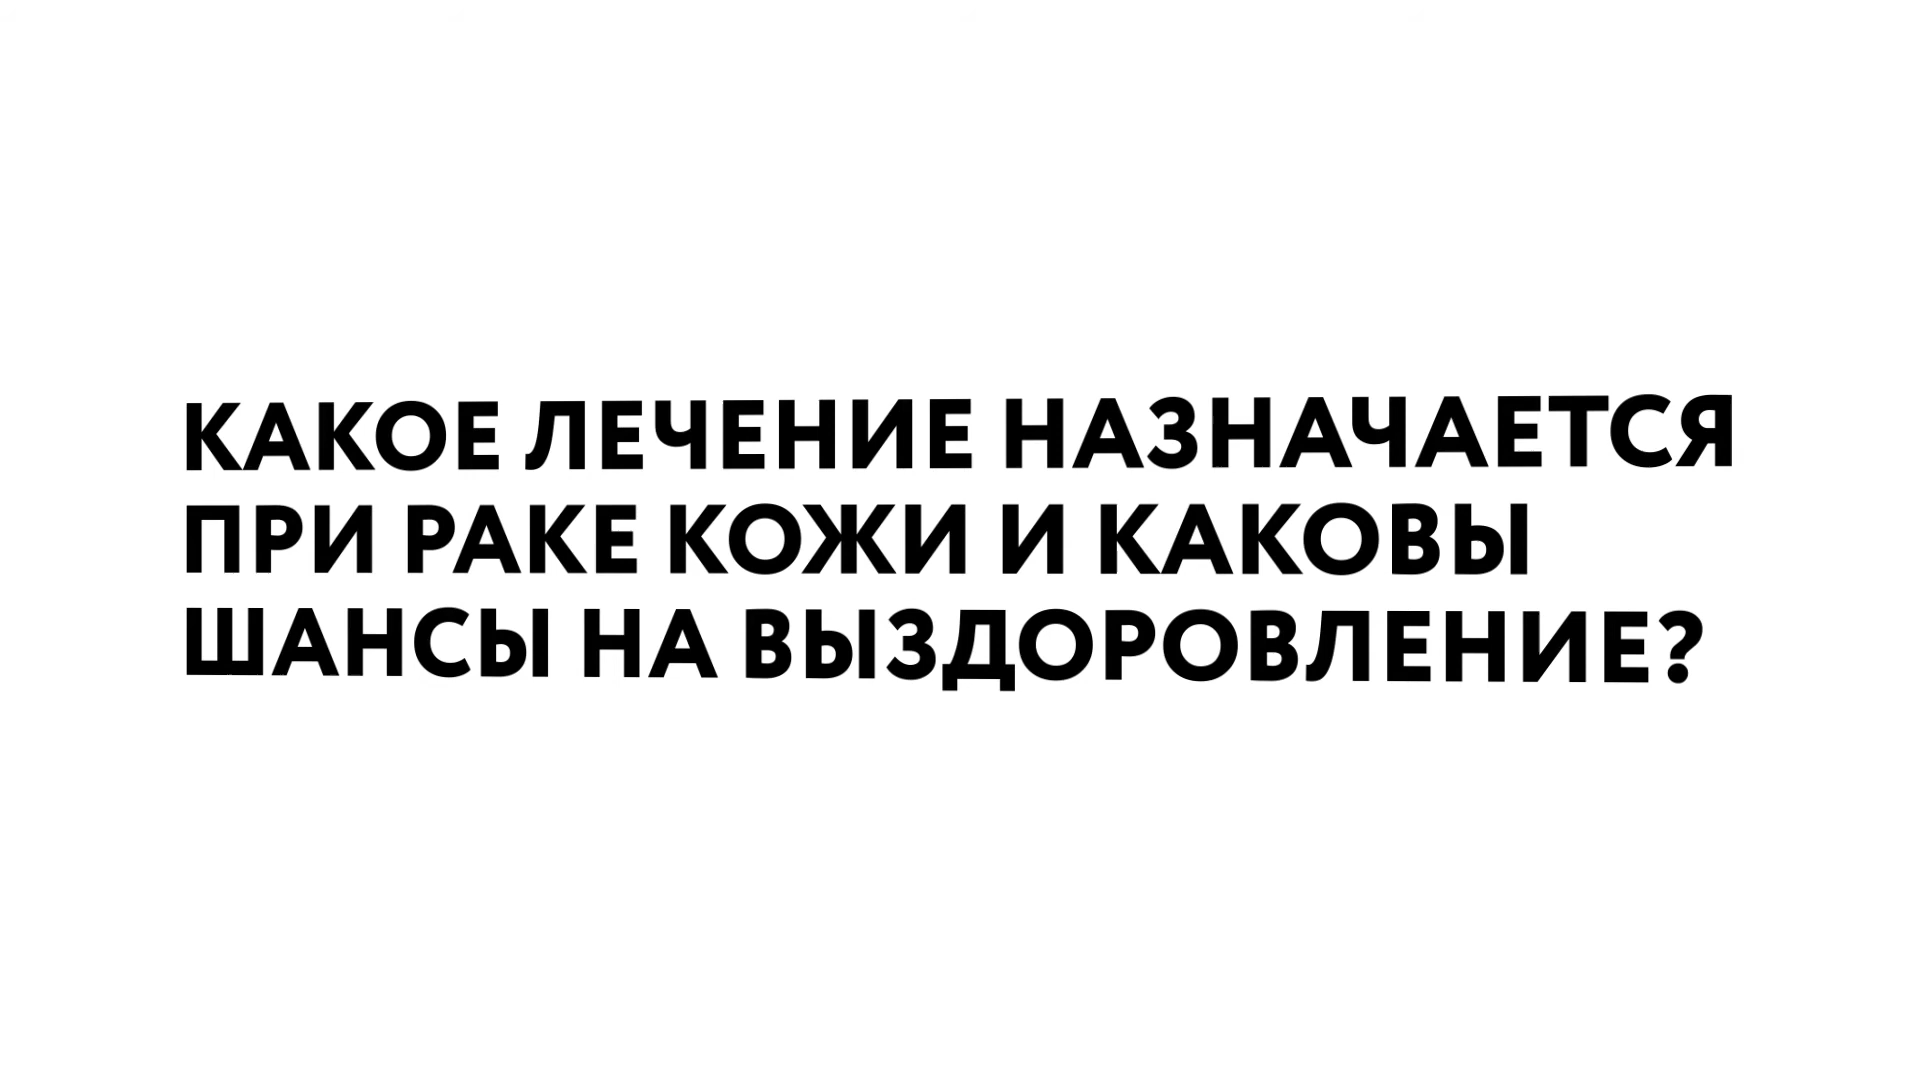 КАКОЕ ЛЕЧЕНИЕ НАЗНАЧАЕТСЯ
ПРИ РАКЕ КОЖИ И КАКОВЫ
ШАНСЫ НА ВЫЗДОРОВЛЕНИЕ?